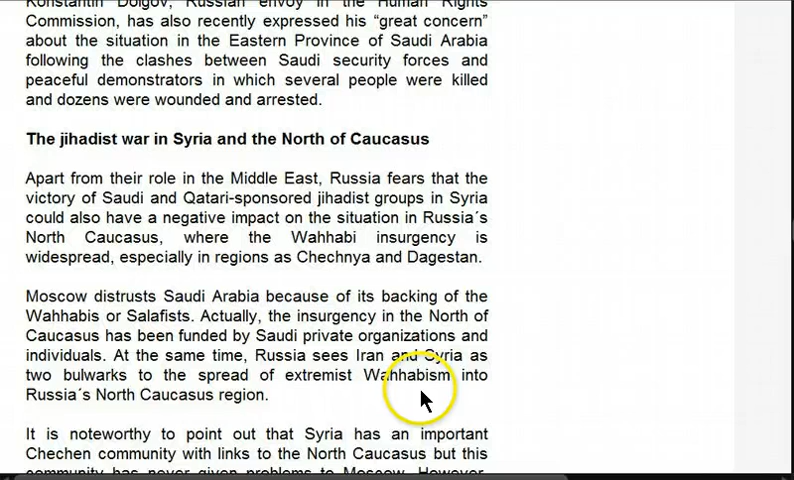 Konstantin Dolgov, Russian envoy in the Human Rights
Commission, has also recently expressed his “great concern”
about the situation in the Eastern Province of Saudi Arabia
following the clashes between Saudi security forces and
peaceful demonstrators in which several people were killed
and dozens were wounded and arrested.
The jihadist war in Syria and the North of Caucasus
Apart from their role in the Middle East, Russia fears that the
victory of Saudi and Qatari-sponsored jihadist groups in Syria
could also have a negative impact on the situation in Russia´s
North Caucasus, where the Wahhabi insurgency is
widespread, especially in regions as Chechnya and Dagestan.
Moscow distrusts Saudi Arabia because of its backing of the
Wahhabis or Salafists. Actually, the insurgency in the North of
Caucasus has been funded by Saudi private organizations and
individuals. At the same time, Russia sees Iran and Syria as
two bulwarks to the spread of extremist Wahhabism into
Russia´s North Caucasus region.
It is noteworthy to point out that Syria has an important
Chechen community with links to the North Caucasus but this
community has never given problems to Moscow. However,